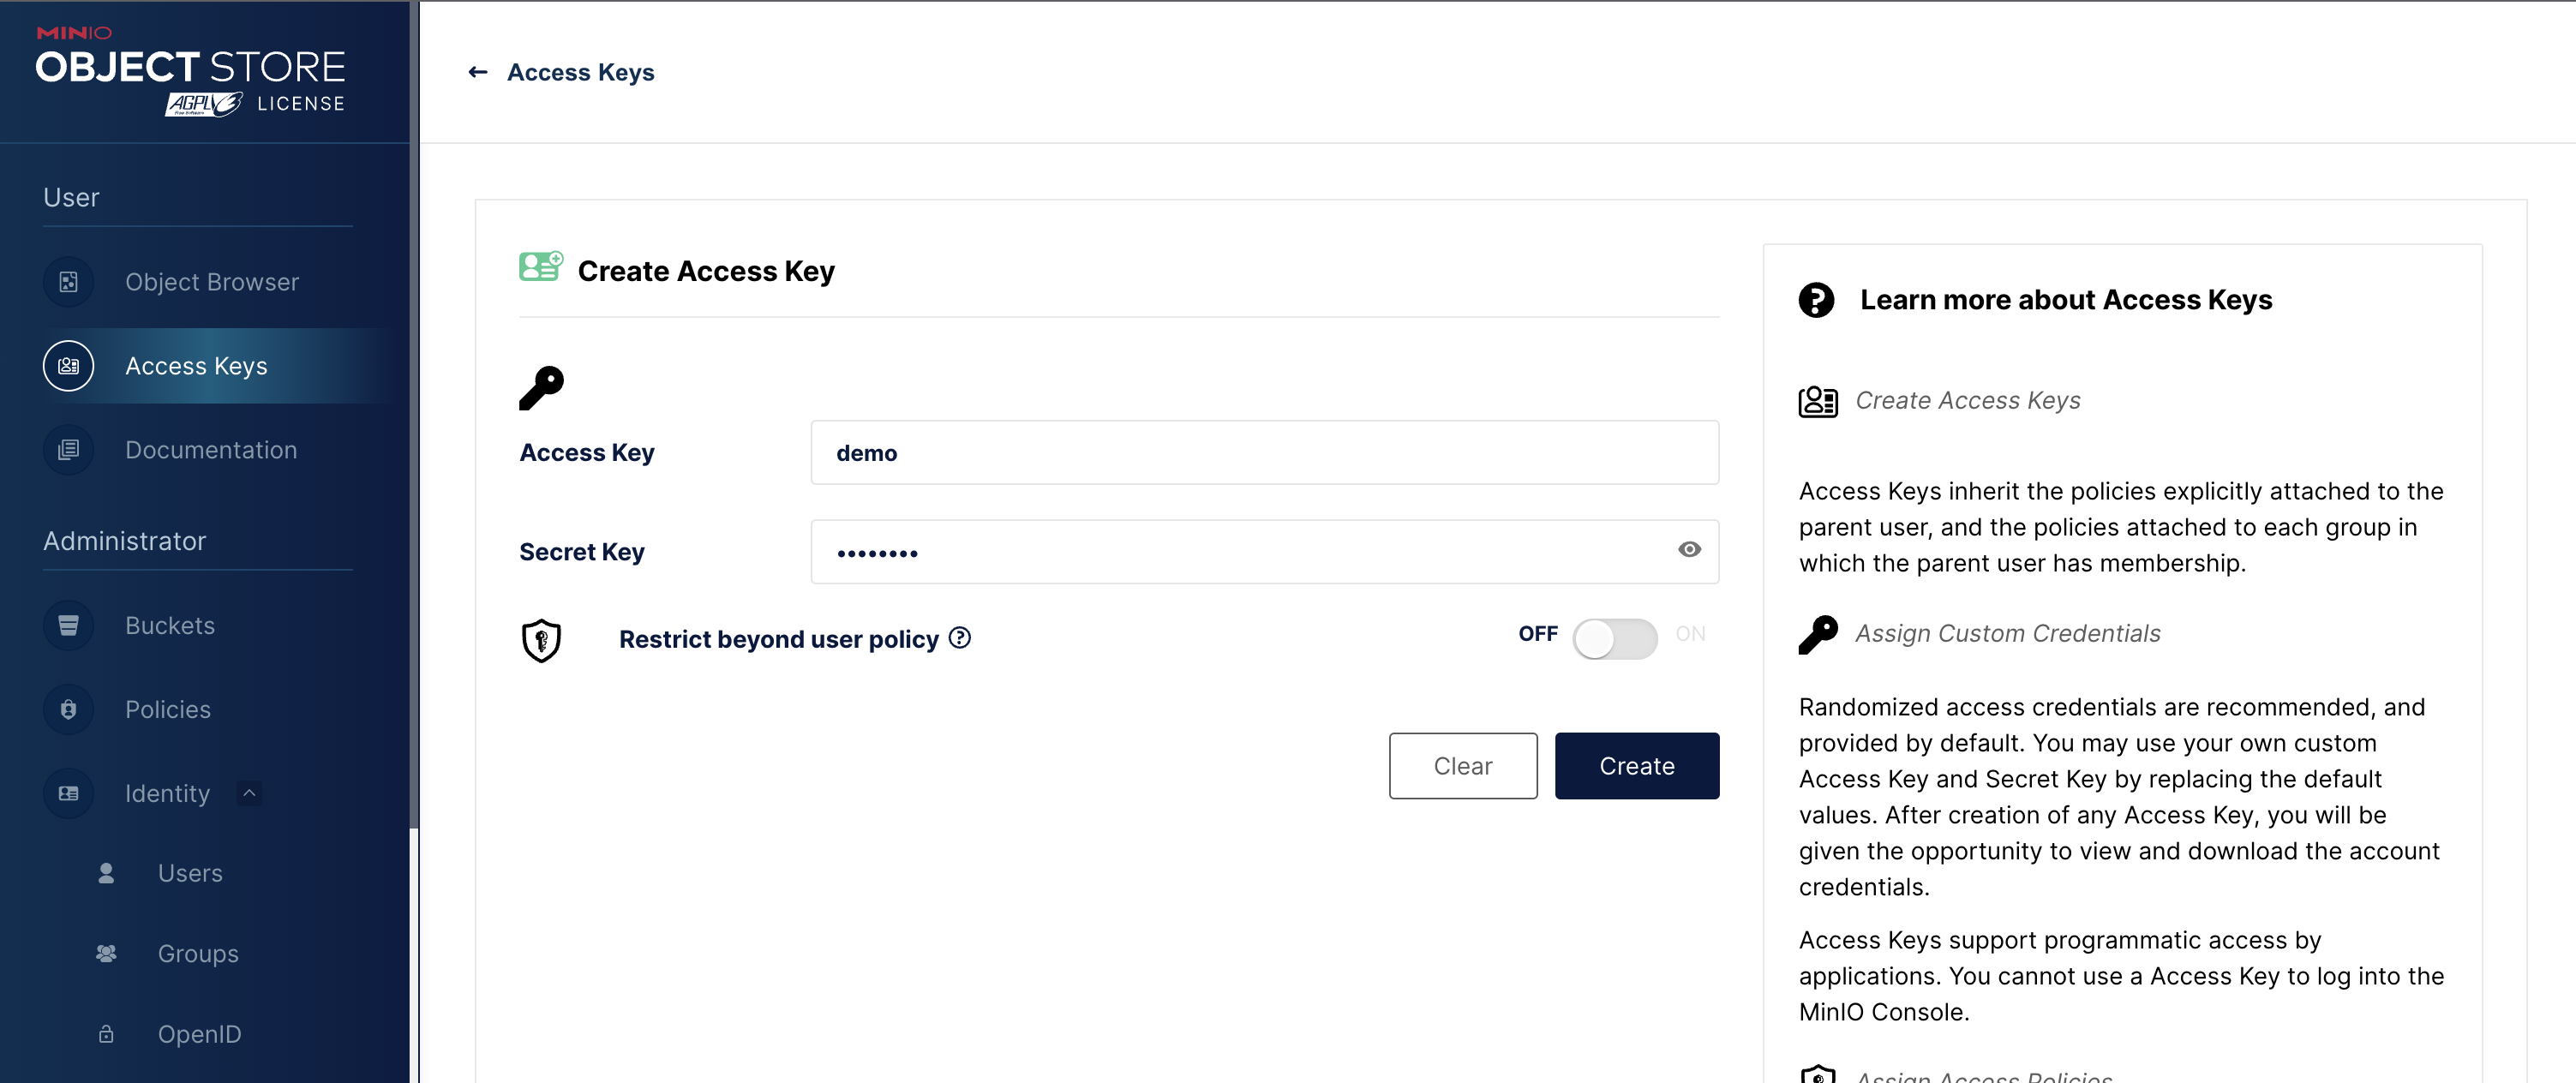 MINIO
OBJECT STORE
AGPL3 LICENSE
User
Object Browser
Access Keys
Documentation
Administrator
Buckets
Policies
Identity
Users
Groups
OpenID
← Access Keys
Create Access Key
Access Key
demo
Secret Key
••••••••
Restrict beyond user policy
OFF
ON
Clear
Create
Learn more about Access Keys
Create Access Keys
Access Keys inherit the policies explicitly attached to the
parent user, and the policies attached to each group in
which the parent user has membership.
Assign Custom Credentials
Randomized access credentials are recommended, and
provided by default. You may use your own custom
Access Key and Secret Key by replacing the default
values. After creation of any Access Key, you will be
given the opportunity to view and download the account
credentials.
Access Keys support programmatic access by
applications. You cannot use a Access Key to log into the
MinIO Console.
Assign Access Policies